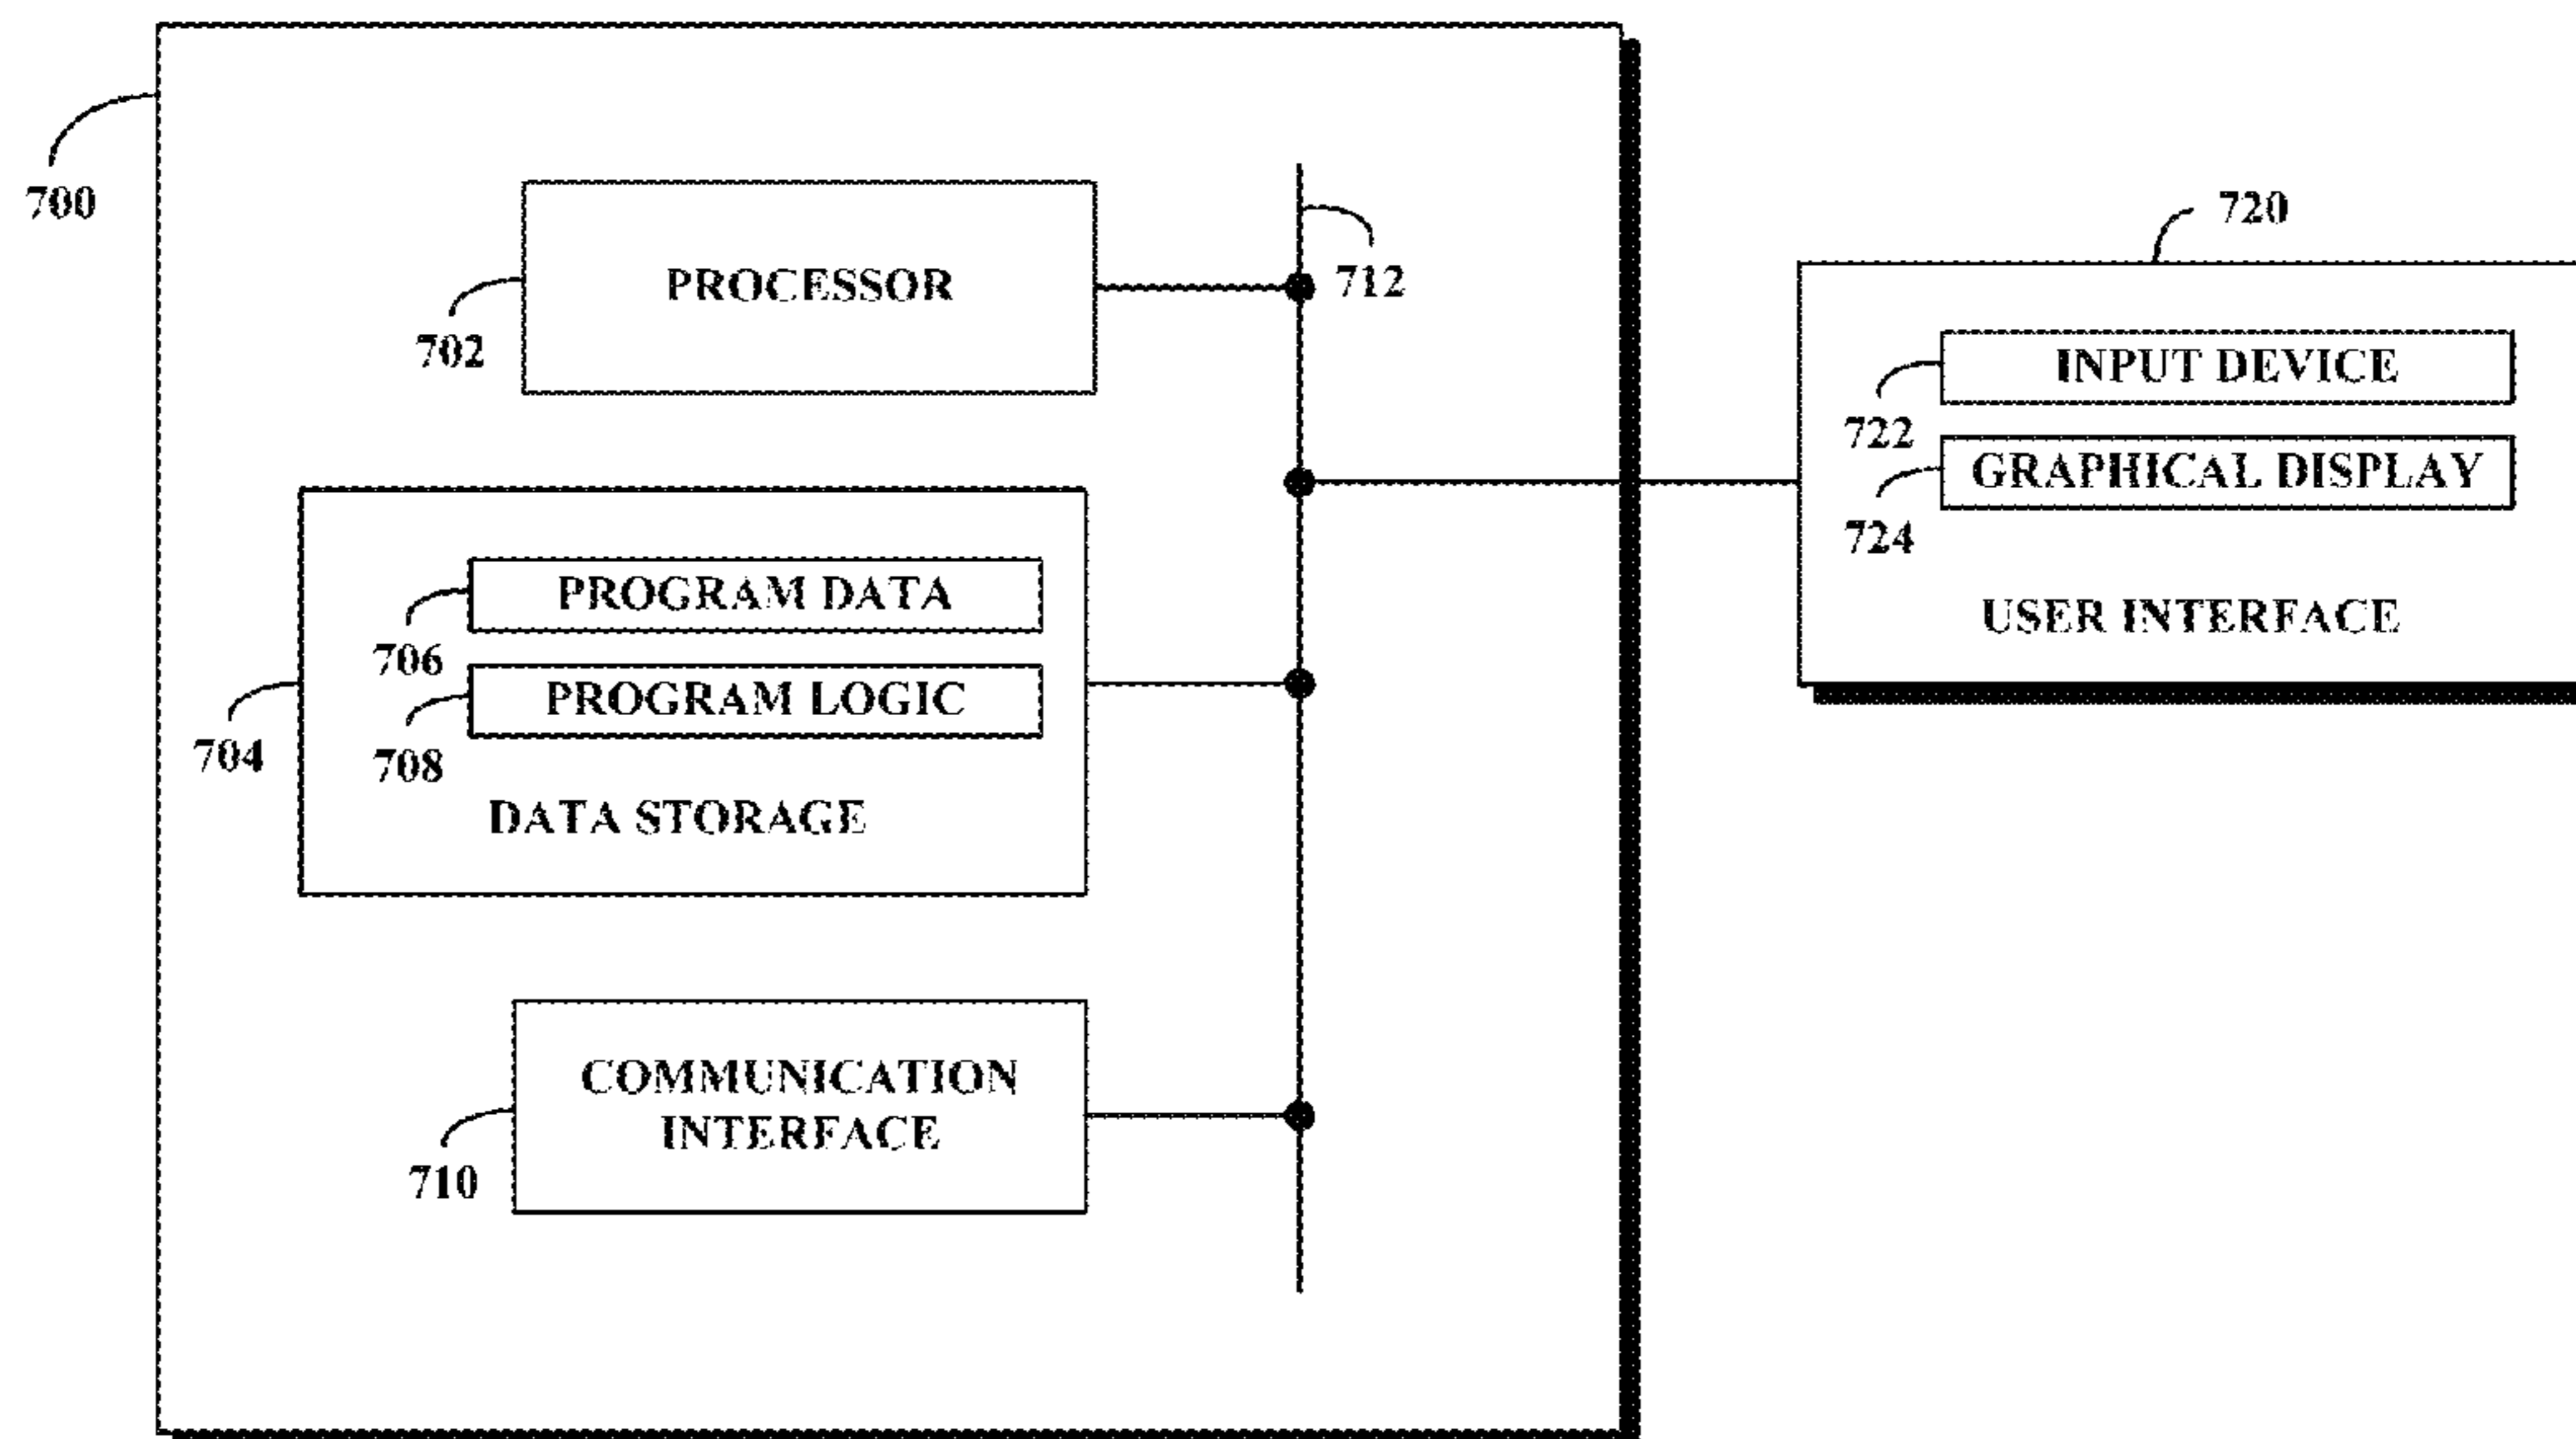 700
PROCESSOR
702
712
PROGRAM DATA
706
PROGRAM LOGIC
708
704
DATA STORAGE
COMMUNICATION
INTERFACE
710
720
INPUT DEVICE
722
GRAPHICAL DISPLAY
724
USER INTERFACE